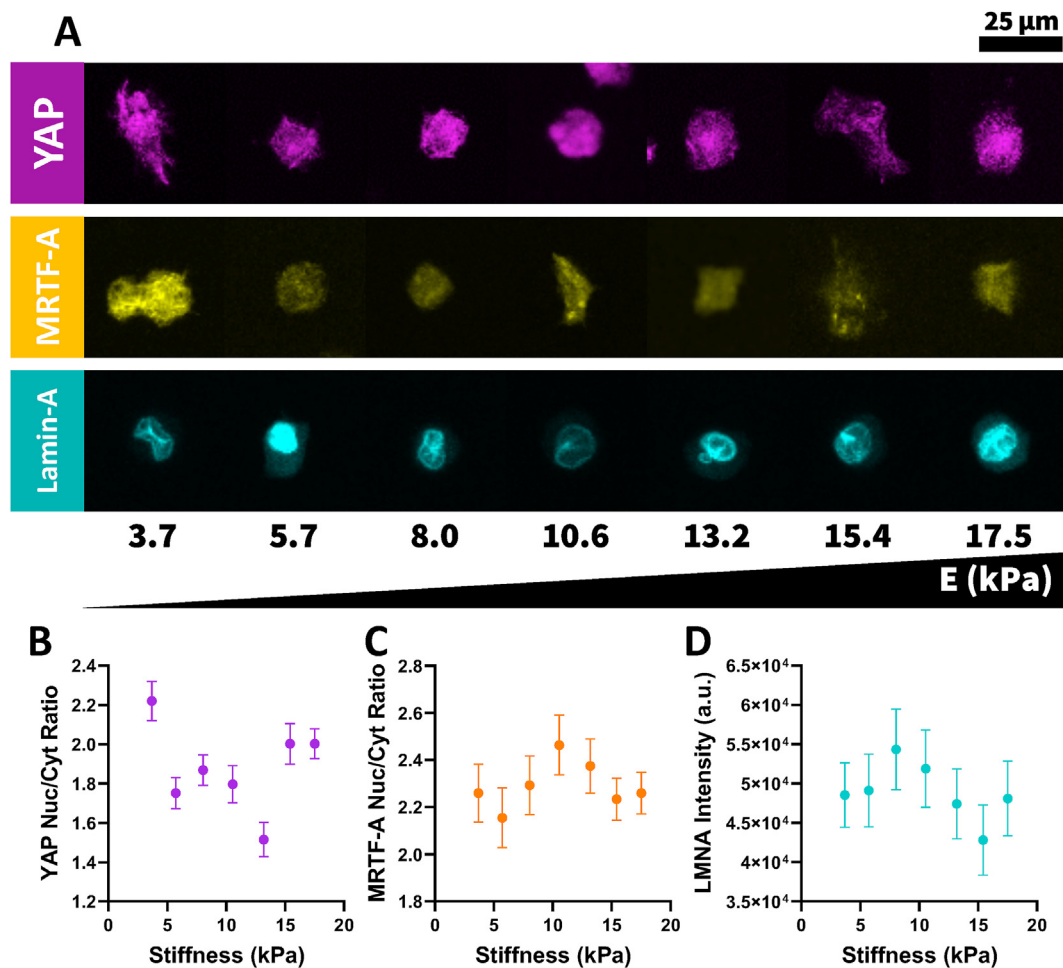 A
25 µm
YAP
MRTF-A
Lamin-A
3.7 5.7 8.0 10.6 13.2 15.4 17.5
E (kPa)
B
YAP Nuc/Cyt Ratio
2.4
2.2
2.0
1.8
1.6
1.4
1.2
0 5 10 15 20
Stiffness (kPa)
C
MRTF-A Nuc/Cyt Ratio
2.8
2.6
2.4
2.2
2.0
1.8
0 5 10 15 20
Stiffness (kPa)
D
LMNA Intensity (a.u.)
6.5×10⁴
6×10⁴
5.5×10⁴
5×10⁴
4.5×10⁴
4×10⁴
3.5×10⁴
0 5 10 15 20
Stiffness (kPa)